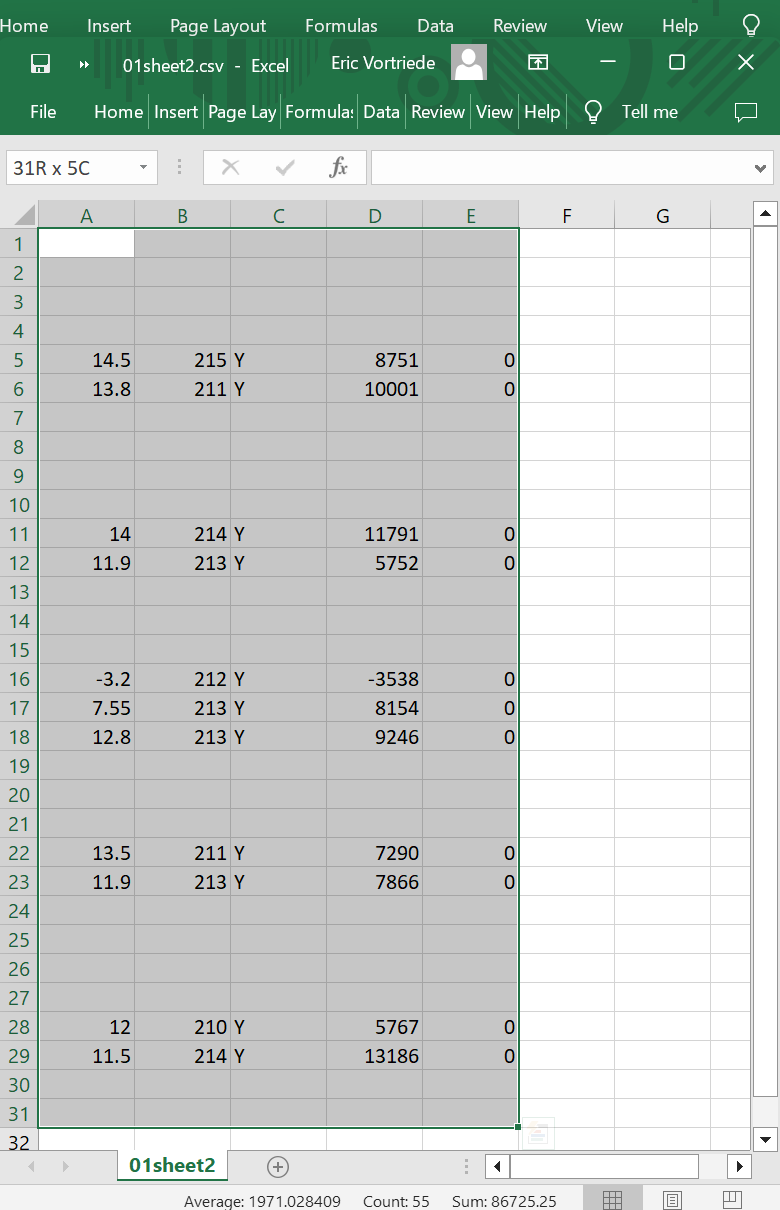 Home Insert Page Layout Formulas Data Review View Help
01sheet2.csv - Excel Eric Vortriede
File Home Insert Page Lay Formula Data Review View Help Tell me
31R x 5C fx
A B C D E F G
1
2
3
4
5 14.5 215 Y 8751 0
6 13.8 211 Y 10001 0
7
8
9
10
11 14 214 Y 11791 0
12 11.9 213 Y 5752 0
13
14
15
16 -3.2 212 Y -3538 0
17 7.55 213 Y 8154 0
18 12.8 213 Y 9246 0
19
20
21
22 13.5 211 Y 7290 0
23 11.9 213 Y 7866 0
24
25
26
27
28 12 210 Y 5767 0
29 11.5 214 Y 13186 0
30
31
32
01sheet2
Average: 1971.028409 Count: 55 Sum: 86725.25